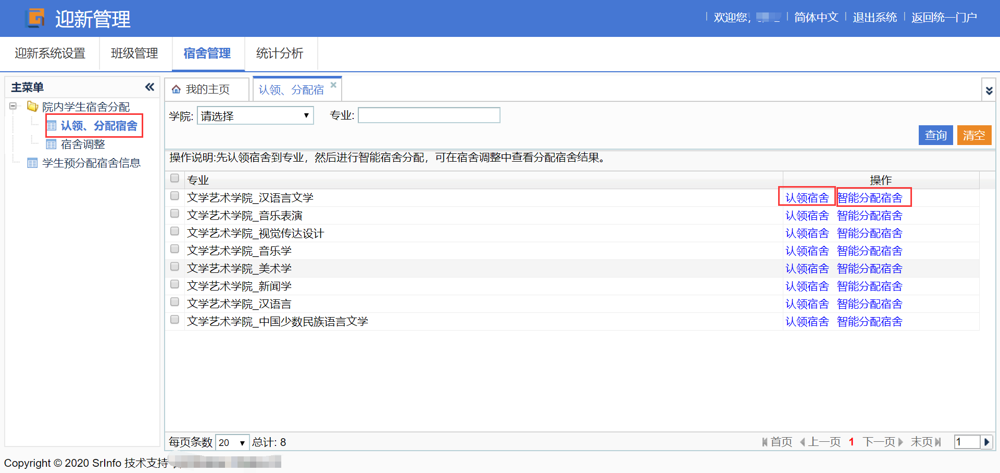 迎新管理
欢迎您, 简体中文 退出系统 返回统一门户
迎新系统设置 班级管理 宿舍管理 统计分析
主菜单
院内学生宿舍分配
认领、分配宿舍
宿舍调整
学生预分配宿舍信息
我的主页 认领、分配宿
学院: 请选择 专业:
查询 清空
操作说明:先认领宿舍到专业，然后进行智能宿舍分配，可在宿舍调整中查看分配宿舍结果。
专业 操作
文学艺术学院_汉语言文学 认领宿舍 智能分配宿舍
文学艺术学院_音乐表演 认领宿舍 智能分配宿舍
文学艺术学院_视觉传达设计 认领宿舍 智能分配宿舍
文学艺术学院_音乐学 认领宿舍 智能分配宿舍
文学艺术学院_美术学 认领宿舍 智能分配宿舍
文学艺术学院_新闻学 认领宿舍 智能分配宿舍
文学艺术学院_汉语言 认领宿舍 智能分配宿舍
文学艺术学院_中国少数民族语言文学 认领宿舍 智能分配宿舍
每页条数 20 总计: 8 首页 上一页 1 下一页 末页 1
Copyright © 2020 SrInfo 技术支持